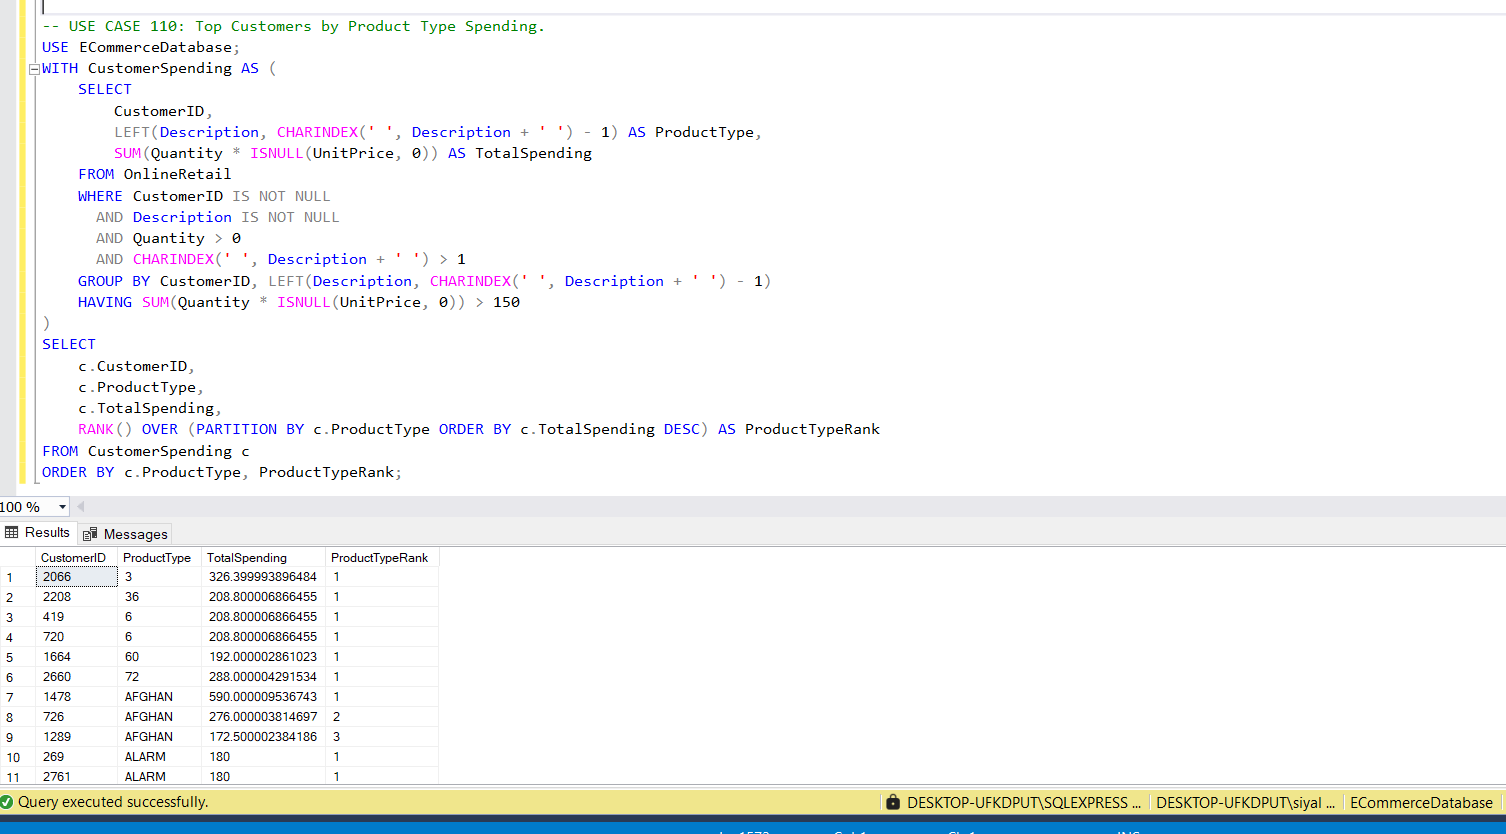 -- USE CASE 110: Top Customers by Product Type Spending.
USE ECommerceDatabase;
WITH CustomerSpending AS (
SELECT
CustomerID,
LEFT(Description, CHARINDEX(' ', Description + ' ') - 1) AS ProductType,
SUM(Quantity * ISNULL(UnitPrice, 0)) AS TotalSpending
FROM OnlineRetail
WHERE CustomerID IS NOT NULL
AND Description IS NOT NULL
AND Quantity > 0
AND CHARINDEX(' ', Description + ' ') > 1
GROUP BY CustomerID, LEFT(Description, CHARINDEX(' ', Description + ' ') - 1)
HAVING SUM(Quantity * ISNULL(UnitPrice, 0)) > 150
)
SELECT
c.CustomerID,
c.ProductType,
c.TotalSpending,
RANK() OVER (PARTITION BY c.ProductType ORDER BY c.TotalSpending DESC) AS ProductTypeRank
FROM CustomerSpending c
ORDER BY c.ProductType, ProductTypeRank;
100 %
Results Messages
CustomerID ProductType TotalSpending ProductTypeRank
1 2066 3 326.399993896484 1
2 2208 36 208.800006866455 1
3 419 6 208.800006866455 1
4 720 6 208.800006866455 1
5 1664 60 192.000002861023 1
6 2660 72 288.000004291534 1
7 1478 AFGHAN 590.000009536743 1
8 726 AFGHAN 276.000003814697 2
9 1289 AFGHAN 172.500002384186 3
10 269 ALARM 180 1
11 2761 ALARM 180 1
Query executed successfully. DESKTOP-UFKDPUT\SQLEXPRESS ... DESKTOP-UFKDPUT\siyal ... ECommerceDatabase